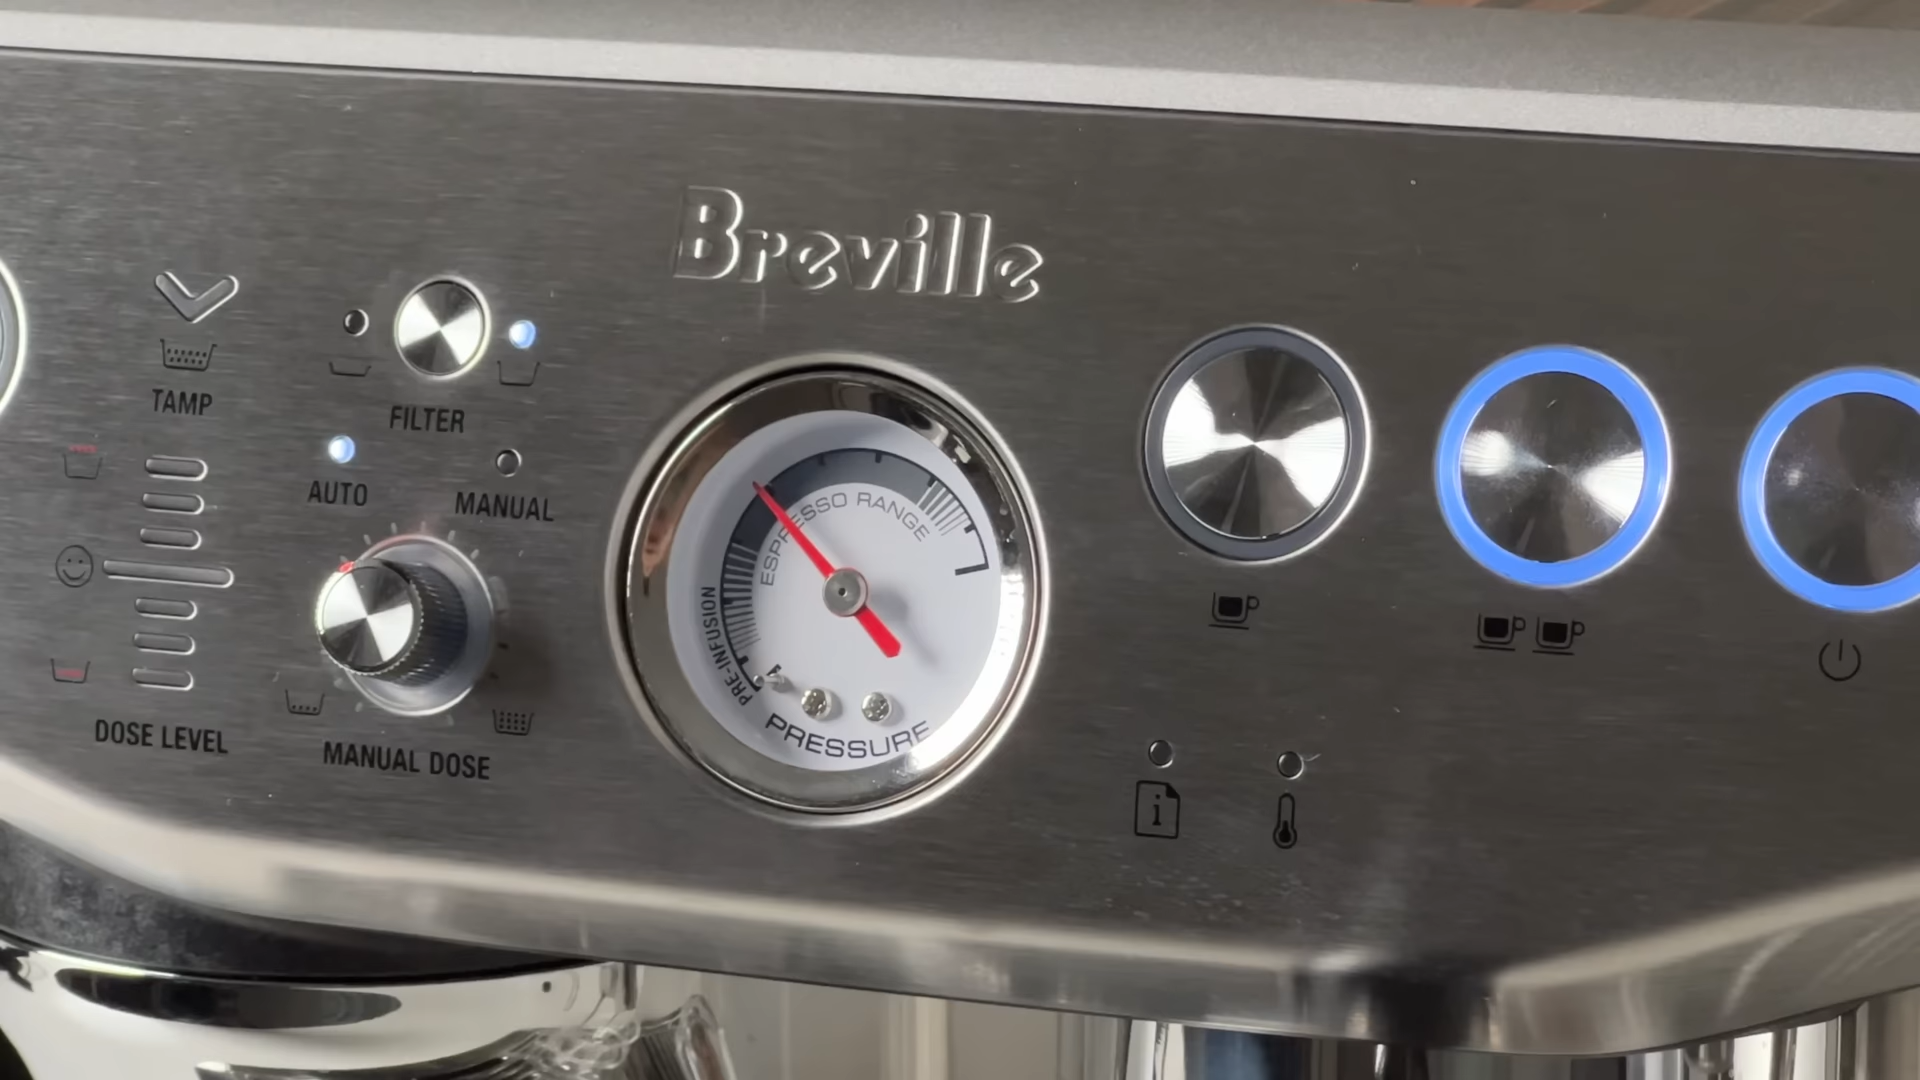 Breville
TAMP
FILTER
AUTO
MANUAL
ESPRESSO RANGE
PRE-INFUSION
PRESSURE
DOSE LEVEL
MANUAL DOSE
i